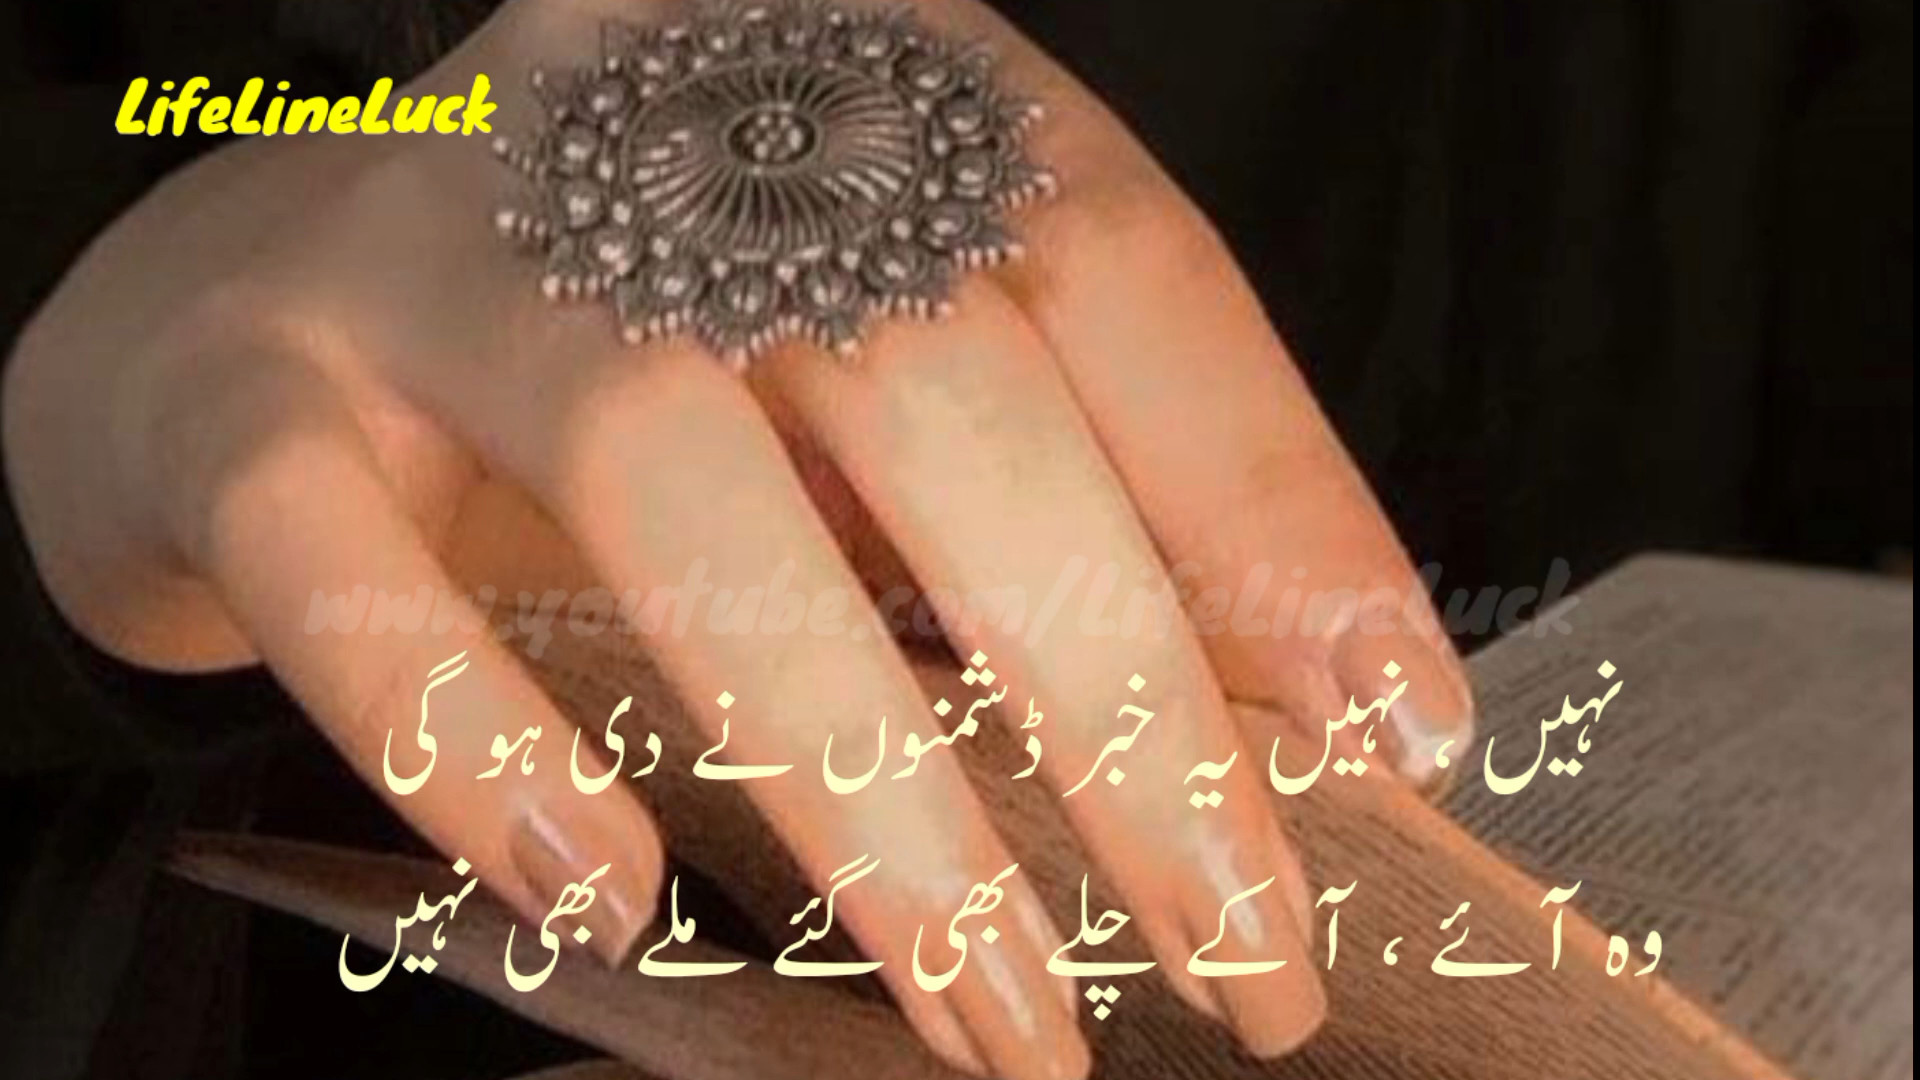 LifeLineLuck
www.youtube.com/LifeLineLuck
نہیں ، نہیں یہ خبر ڈشمنوں نے دی ہو گی
وہ آئے ، آ کے چلے بھی گئے ملے بھی نہیں